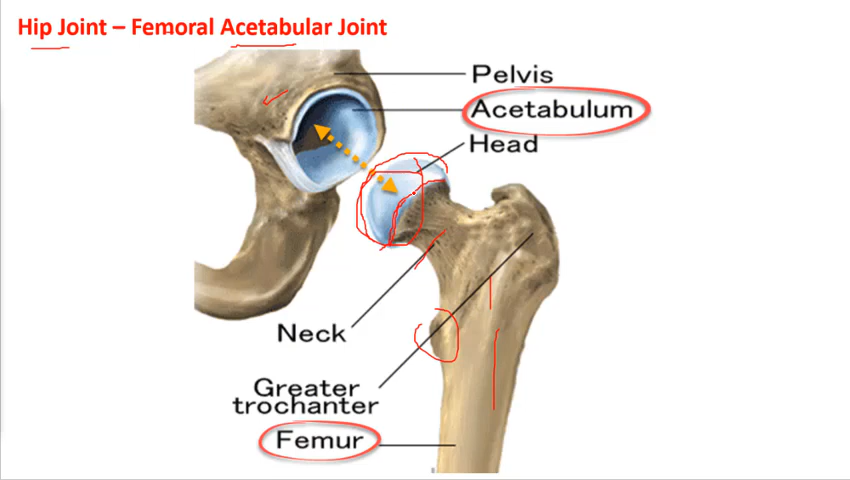 Hip Joint – Femoral Acetabular Joint
Pelvis
Acetabulum
Head
Neck
Greater
trochanter
Femur